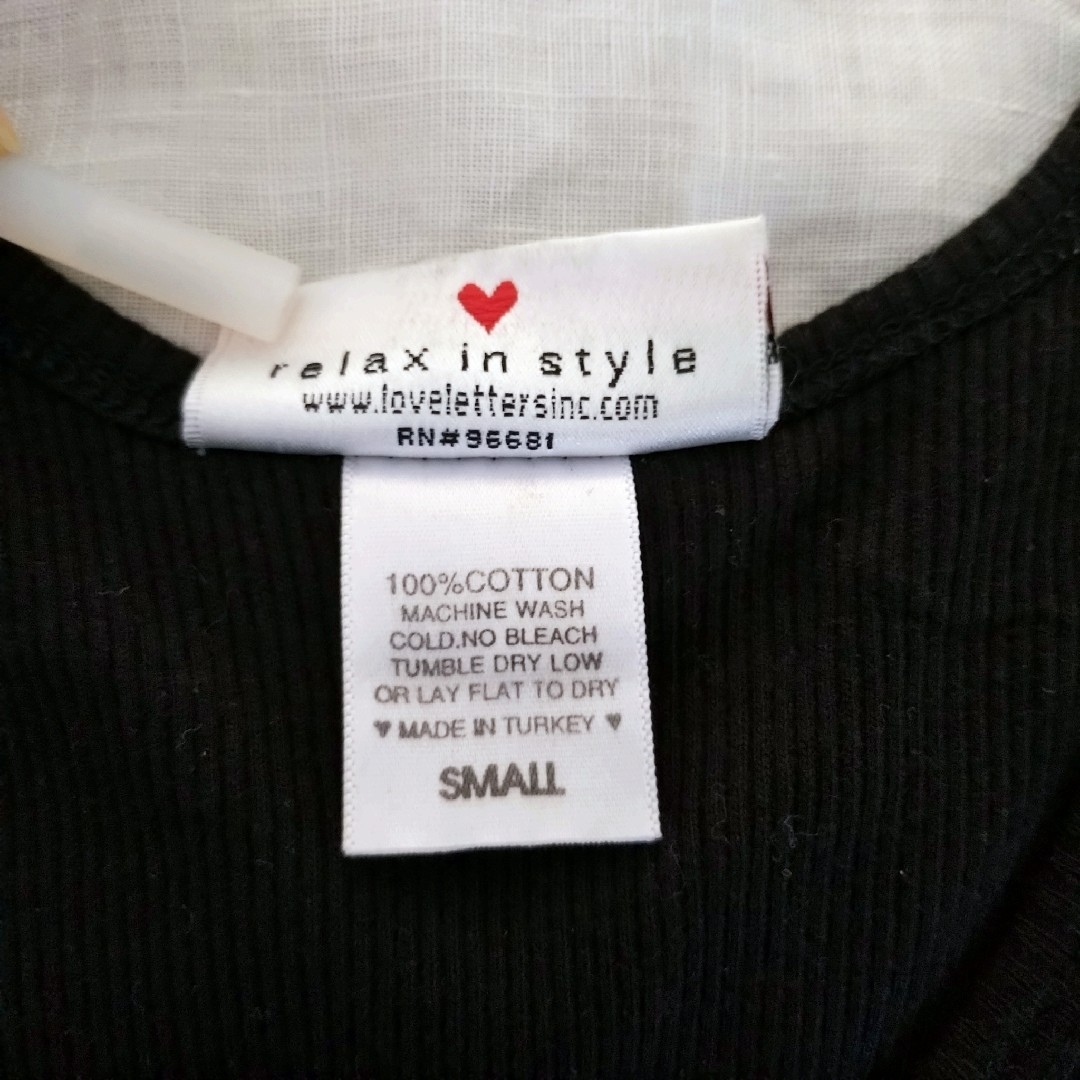 relax in style
www.lovelettersinc.com
RN#96681
100%COTTON
MACHINE WASH
COLD.NO BLEACH
TUMBLE DRY LOW
OR LAY FLAT TO DRY
♥ MADE IN TURKEY ♥
SMALL